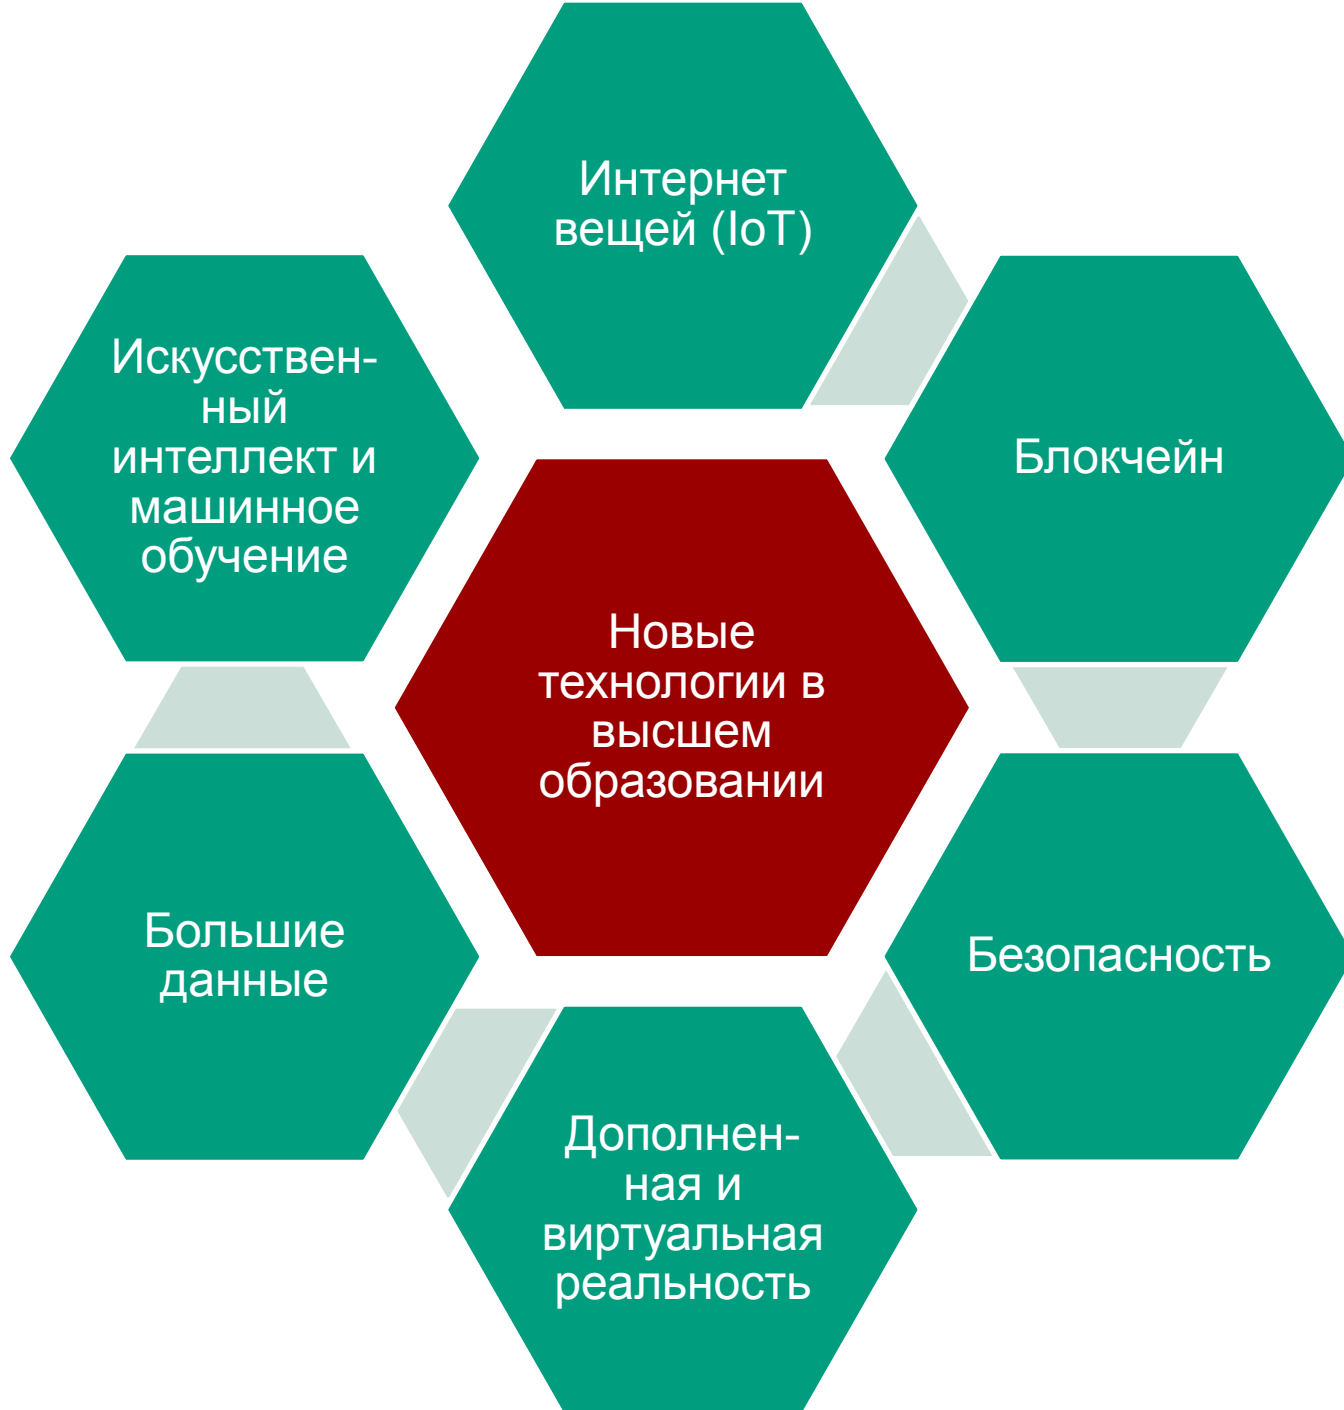 Интернет
вещей (IoT)
Искусствен-
ный
интеллект и
машинное
обучение
Блокчейн
Новые
технологии в
высшем
образовании
Большие
данные
Безопасность
Дополнен-
ная и
виртуальная
реальность